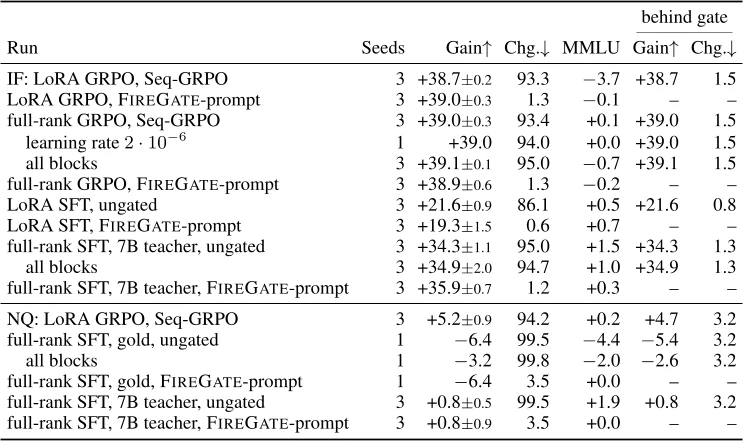 behind gate
Run Seeds Gain↑ Chg.↓ MMLU Gain↑ Chg.↓
IF: LoRA GRPO, Seq-GRPO 3 +38.7±0.2 93.3 −3.7 +38.7 1.5
LoRA GRPO, FIREGATE-prompt 3 +39.0±0.3 1.3 −0.1 – –
full-rank GRPO, Seq-GRPO 3 +39.0±0.3 93.4 +0.1 +39.0 1.5
learning rate 2 · 10⁻⁶ 1 +39.0 94.0 +0.0 +39.0 1.5
all blocks 3 +39.1±0.1 95.0 −0.7 +39.1 1.5
full-rank GRPO, FIREGATE-prompt 3 +38.9±0.6 1.3 −0.2 – –
LoRA SFT, ungated 3 +21.6±0.9 86.1 +0.5 +21.6 0.8
LoRA SFT, FIREGATE-prompt 3 +19.3±1.5 0.6 +0.7 – –
full-rank SFT, 7B teacher, ungated 3 +34.3±1.1 95.0 +1.5 +34.3 1.3
all blocks 3 +34.9±2.0 94.7 +1.0 +34.9 1.3
full-rank SFT, 7B teacher, FIREGATE-prompt 3 +35.9±0.7 1.2 +0.3 – –
NQ: LoRA GRPO, Seq-GRPO 3 +5.2±0.9 94.2 +0.2 +4.7 3.2
full-rank SFT, gold, ungated 1 −6.4 99.5 −4.4 −5.4 3.2
all blocks 1 −3.2 99.8 −2.0 −2.6 3.2
full-rank SFT, gold, FIREGATE-prompt 1 −6.4 3.5 +0.0 – –
full-rank SFT, 7B teacher, ungated 3 +0.8±0.5 99.5 +1.9 +0.8 3.2
full-rank SFT, 7B teacher, FIREGATE-prompt 3 +0.8±0.9 3.5 +0.0 – –